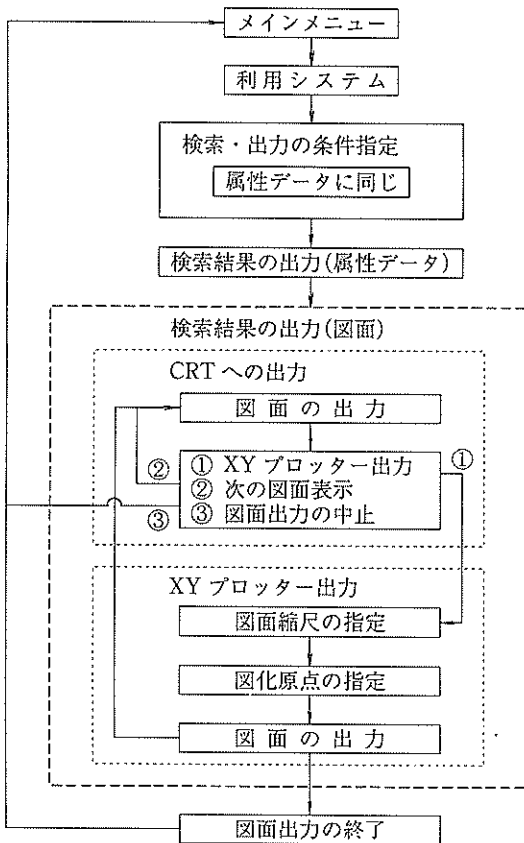 メインメニュー
利用システム
検索・出力の条件指定
属性データに同じ
検索結果の出力(属性データ)
検索結果の出力(図面)
CRTへの出力
図面の出力
① XYプロッター出力
② 次の図面表示
③ 図面出力の中止
①
②
③
XYプロッター出力
図面縮尺の指定
図化原点の指定
図面の出力
図面出力の終了